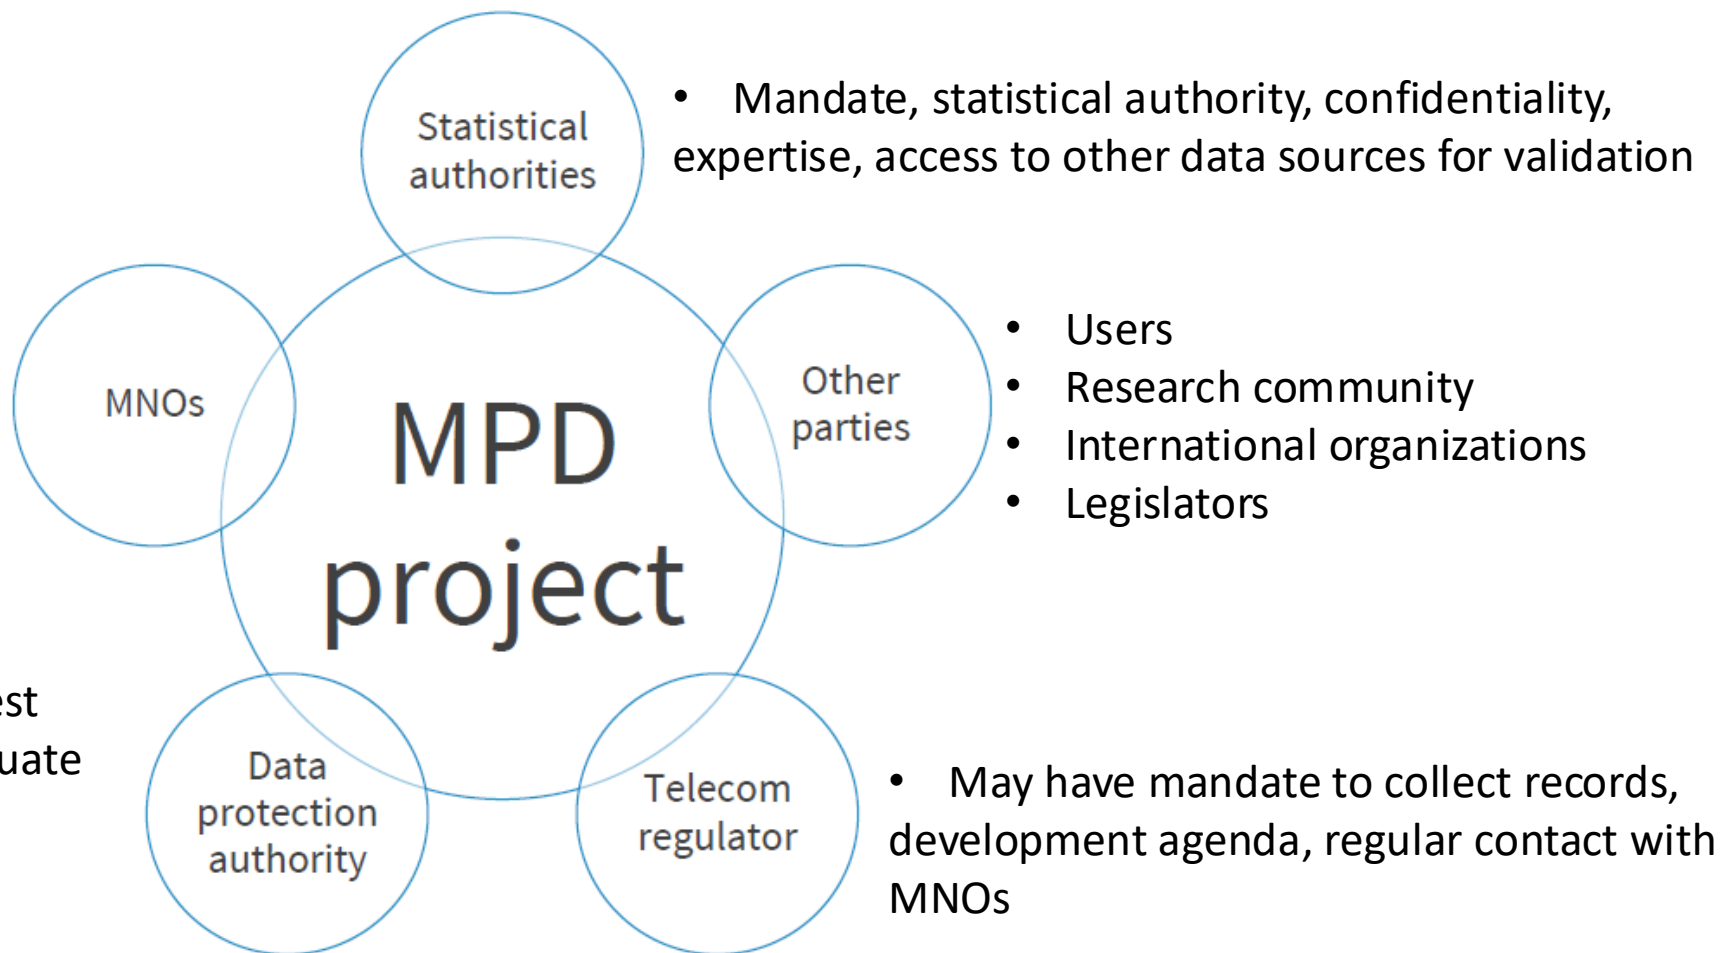 Statistical
authorities
• Mandate, statistical authority, confidentiality,
expertise, access to other data sources for validation
MNOs
MPD
project
Other
parties
• Users
• Research community
• International organizations
• Legislators
est
uate
Data
protection
authority
Telecom
regulator
• May have mandate to collect records,
development agenda, regular contact with
MNOs